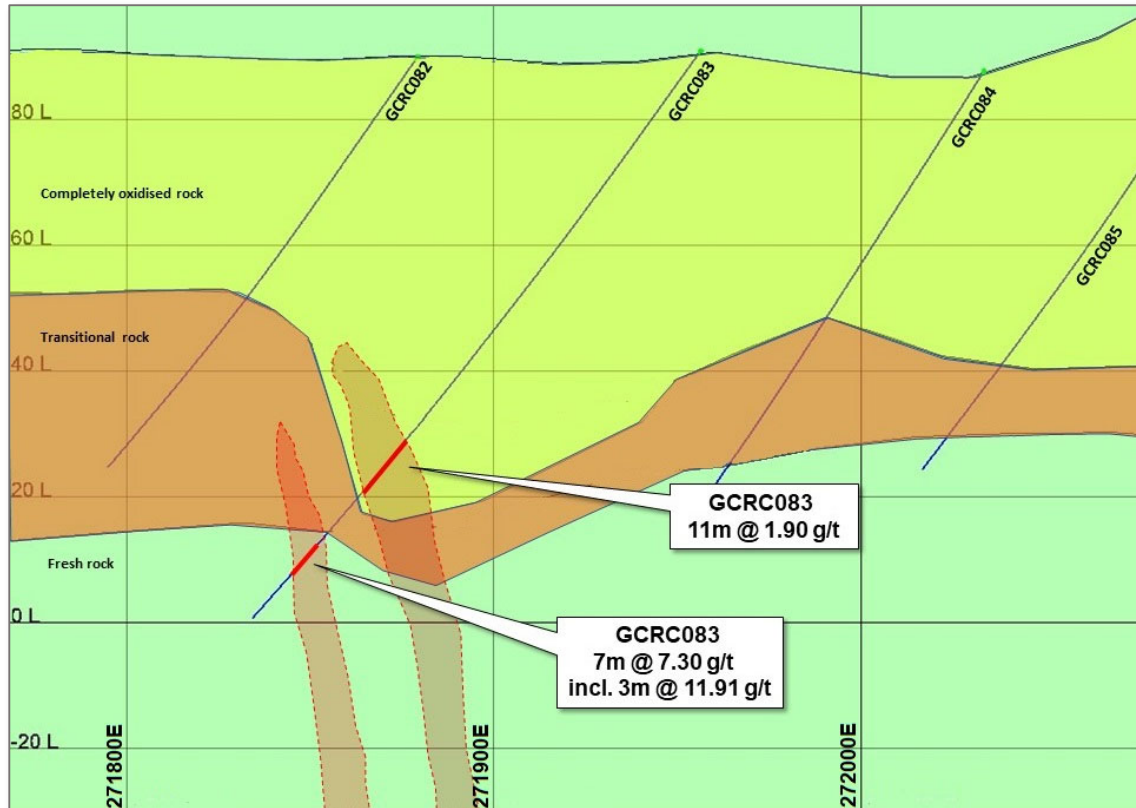 GCRC082
GCRC083
GCRC084
GCRC085
80 L
Completely oxidised rock
60 L
Transitional rock
40 L
20 L
GCRC083
11m @ 1.90 g/t
Fresh rock
0 L
GCRC083
7m @ 7.30 g/t
incl. 3m @ 11.91 g/t
-20 L
271800E
271900E
272000E